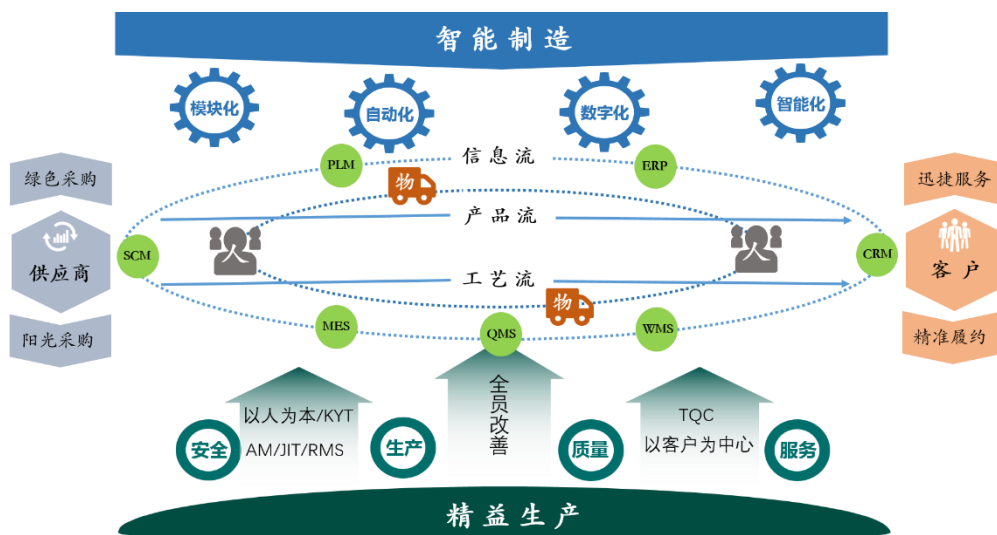 智能制造
模块化
自动化
数字化
智能化
信息流
PLM
ERP
绿色采购
迅捷服务
物
产品流
人
人
SCM
CRM
供应商
客户
工艺流
物
阳光采购
精准履约
MES
QMS
WMS
以人为本/KYT
AM/JIT/RMS
全员改善
TQC
以客户为中心
安全
生产
质量
服务
精益生产